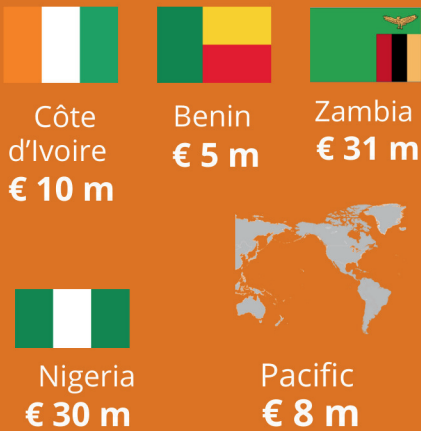 Côte
d’Ivoire
€ 10 m
Benin
€ 5 m
Zambia
€ 31 m
Nigeria
€ 30 m
Pacific
€ 8 m